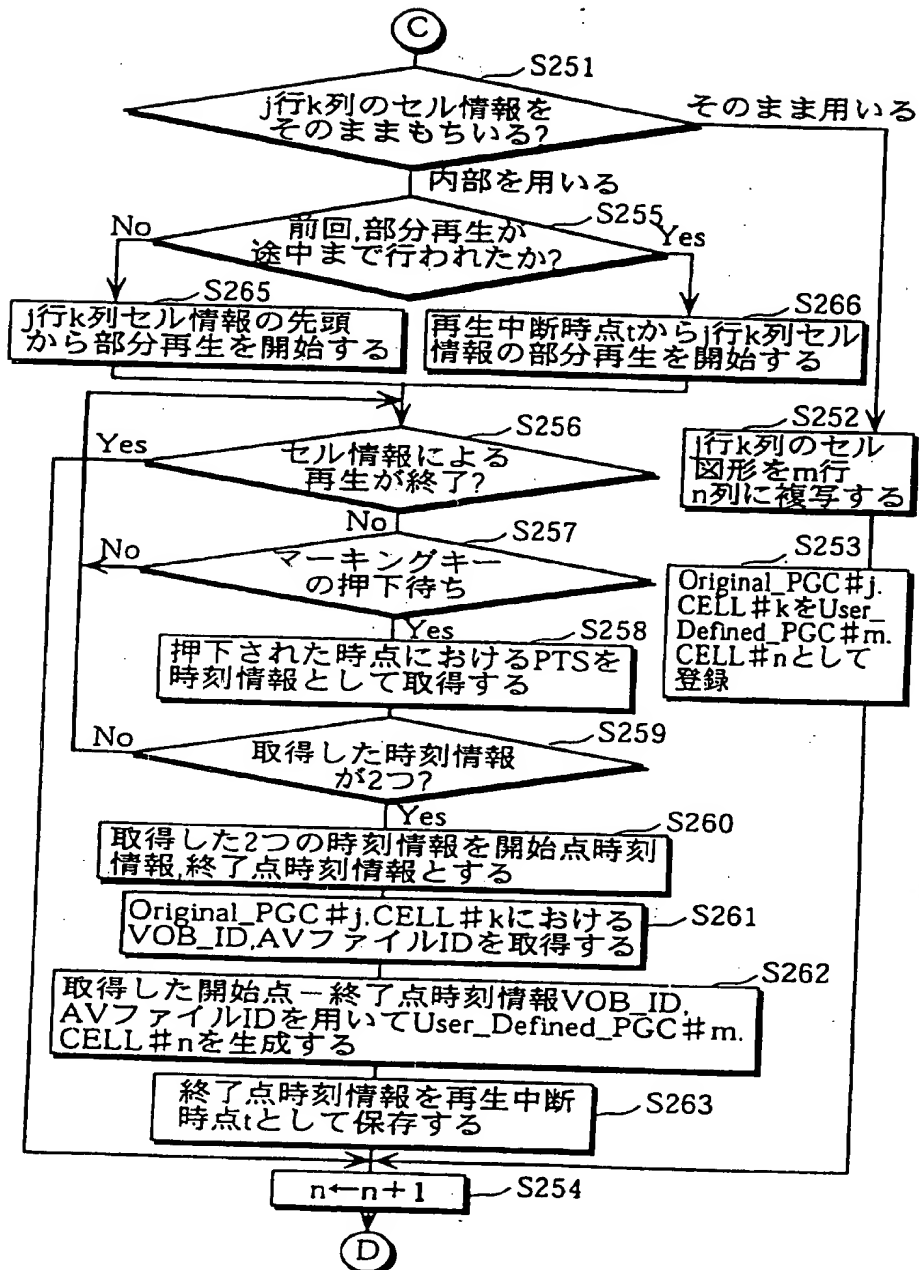 C
S251
j行k列のセル情報を
そのままもちいる?
そのまま用いる
内部を用いる
S255
No
前回,部分再生が
途中まで行われたか?
Yes
S265
j行k列セル情報の先頭
から部分再生を開始する
S266
再生中断時点tからj行k列セル
情報の部分再生を開始する
S256
Yes
セル情報による
再生が終了?
No
S252
j行k列のセル
図形をm行
n列に複写する
S257
No
マーキングキー
の押下待ち
Yes
S253
Original_PGC#j.
CELL#kをUser_
Defined_PGC#m.
CELL#nとして
登録
S258
押下された時点におけるPTSを
時刻情報として取得する
S259
No
取得した時刻情報
が2つ?
Yes
S260
取得した2つの時刻情報を開始点時刻
情報,終了点時刻情報とする
S261
Original_PGC#j.CELL#kにおける
VOB_ID,AVファイルIDを取得する
S262
取得した開始点－終了点時刻情報VOB_ID,
AVファイルIDを用いてUser_Defined_PGC#m.
CELL#nを生成する
S263
終了点時刻情報を再生中断
時点tとして保存する
n←n+1
S254
D